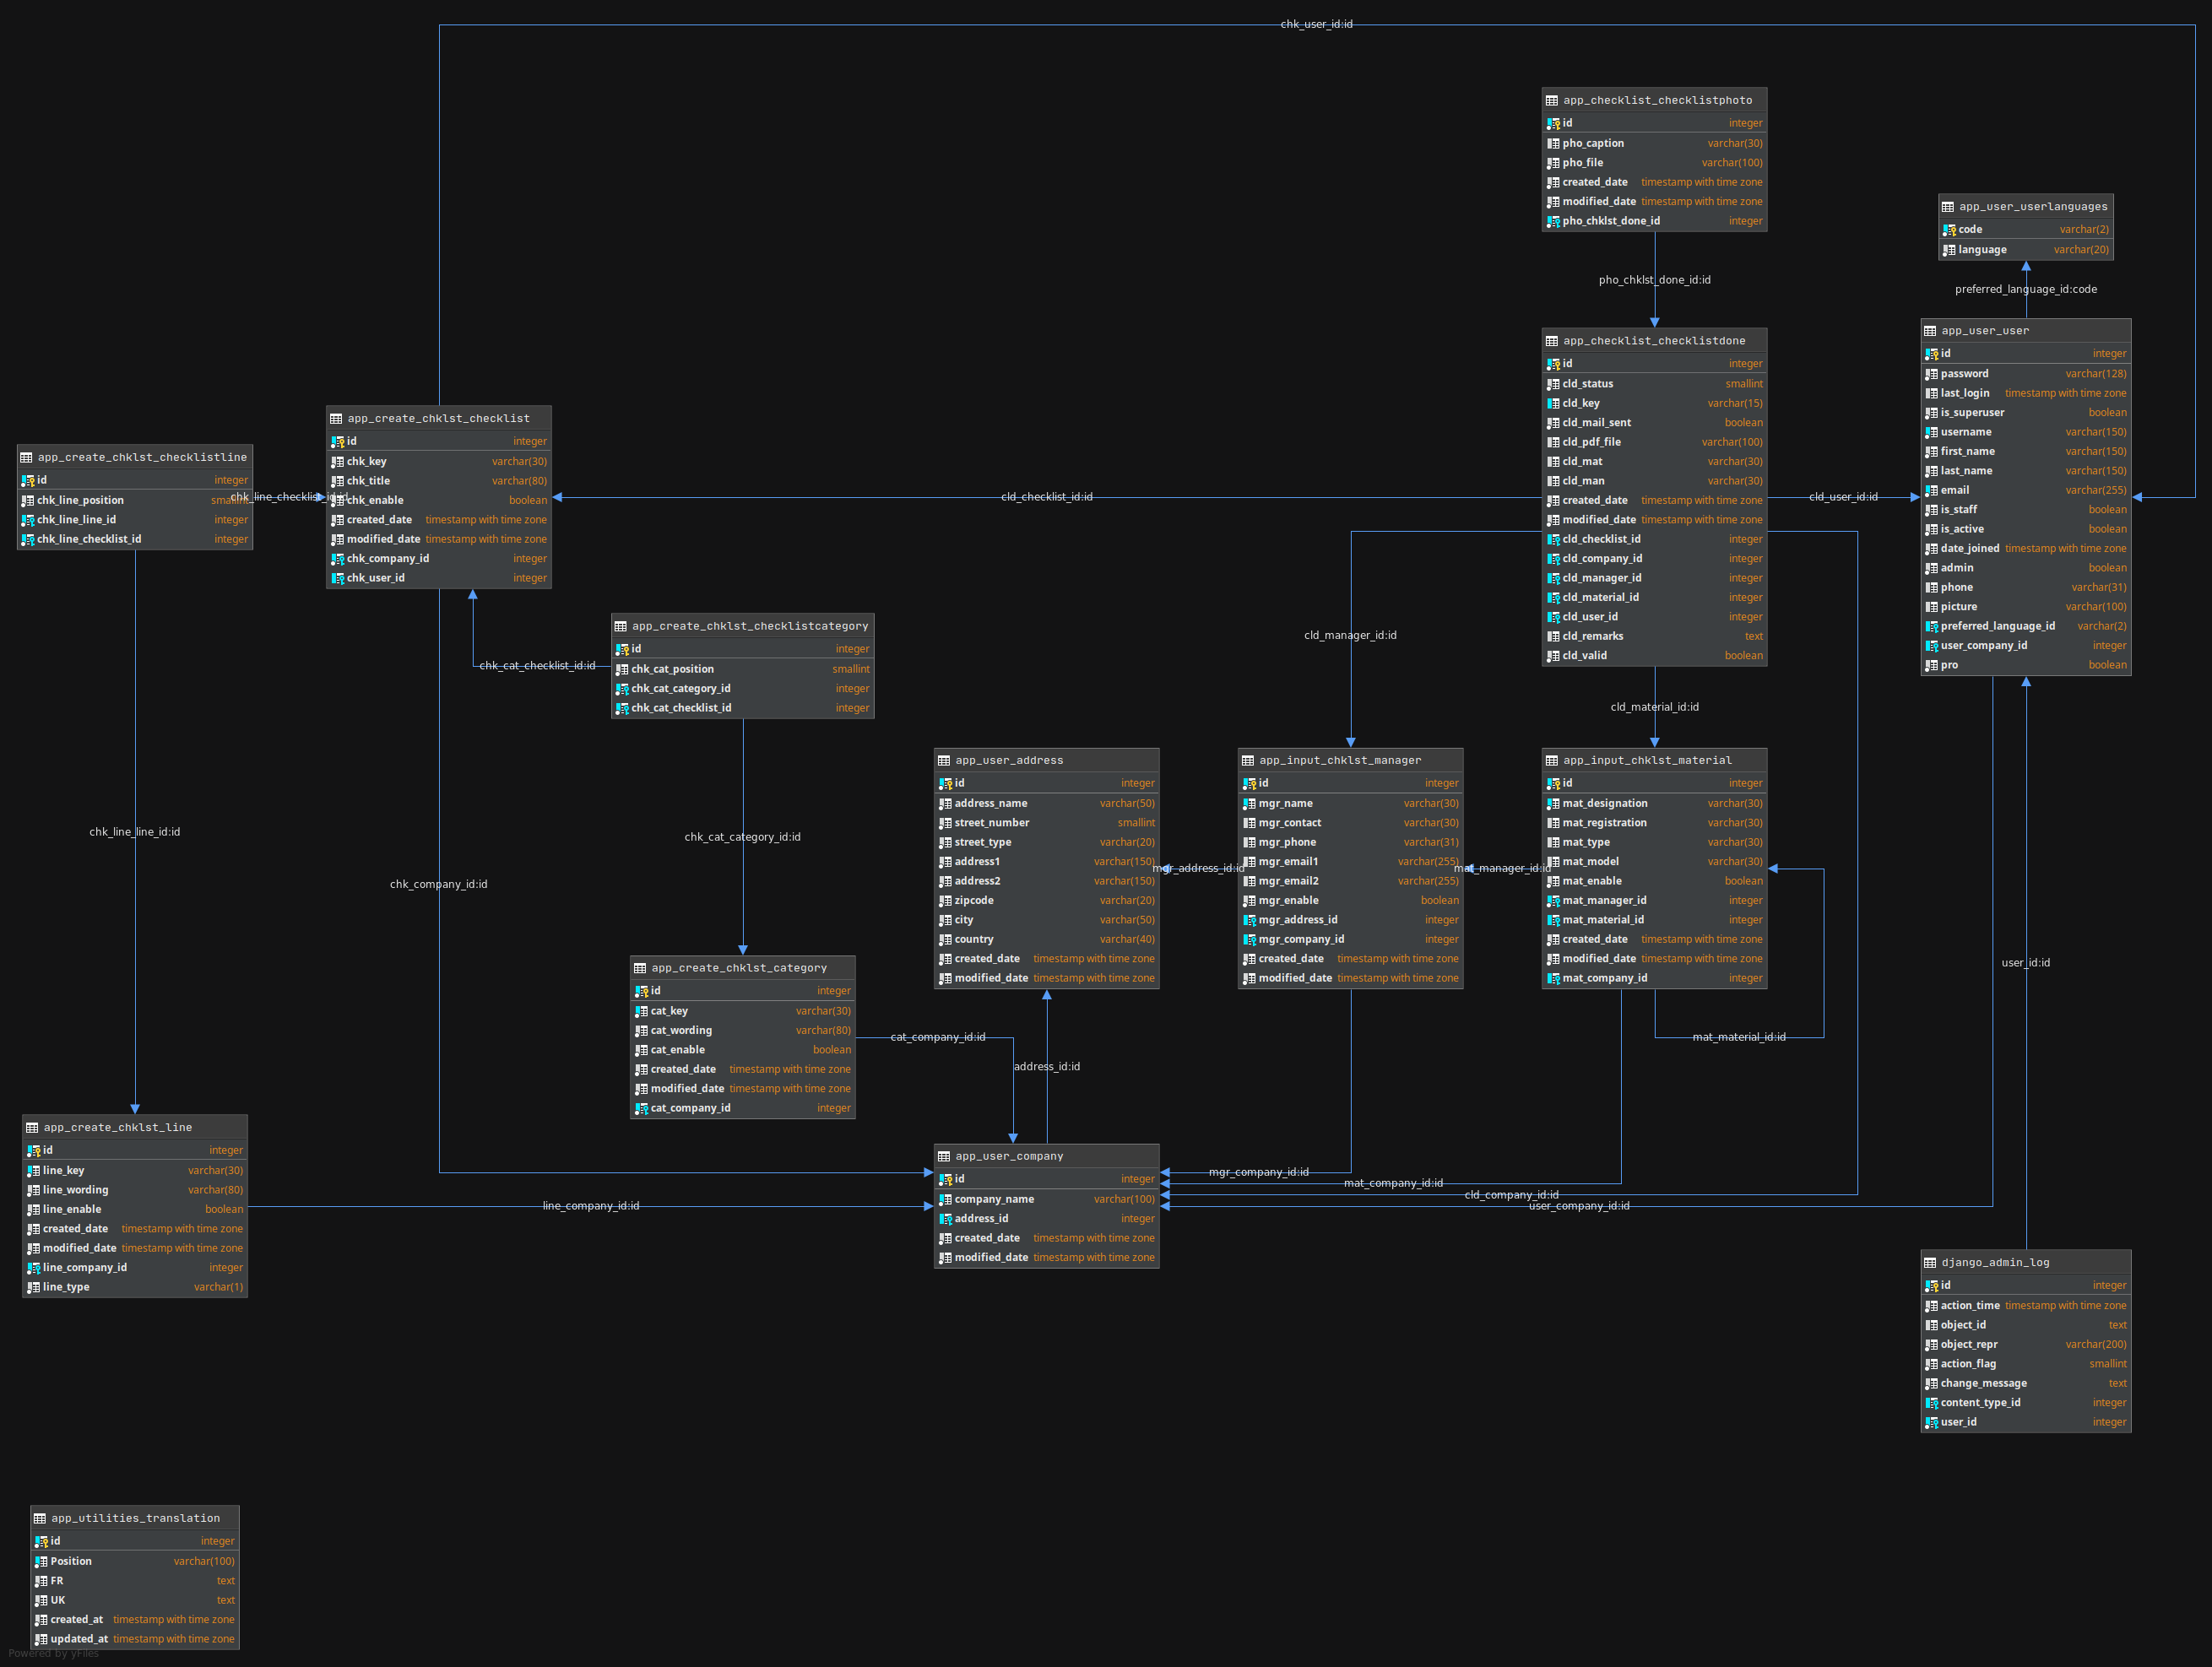 chk_user_id:id
app_checklist_checklistphoto
id integer
pho_caption varchar(30)
pho_file varchar(100)
created_date timestamp with time zone
modified_date timestamp with time zone
pho_chklst_done_id integer
app_user_userlanguages
code varchar(2)
language varchar(20)
pho_chklst_done_id:id
preferred_language_id:code
app_checklist_checklistdone
id integer
cld_status smallint
cld_key varchar(15)
cld_mail_sent boolean
cld_pdf_file varchar(100)
cld_mat varchar(30)
cld_man varchar(30)
created_date timestamp with time zone
modified_date timestamp with time zone
cld_checklist_id integer
cld_company_id integer
cld_manager_id integer
cld_material_id integer
cld_user_id integer
cld_remarks text
cld_valid boolean
app_user_user
id integer
password varchar(128)
last_login timestamp with time zone
is_superuser boolean
username varchar(150)
first_name varchar(150)
last_name varchar(150)
email varchar(255)
is_staff boolean
is_active boolean
date_joined timestamp with time zone
admin boolean
phone varchar(31)
picture varchar(100)
preferred_language_id varchar(2)
user_company_id integer
pro boolean
app_create_chklst_checklist
id integer
chk_key varchar(30)
chk_title varchar(80)
chk_enable boolean
created_date timestamp with time zone
modified_date timestamp with time zone
chk_company_id integer
chk_user_id integer
app_create_chklst_checklistline
id integer
chk_line_position smallint
chk_line_line_id integer
chk_line_checklist_id integer
chk_line_checklist_id:id
cld_checklist_id:id
cld_user_id:id
app_create_chklst_checklistcategory
id integer
chk_cat_position smallint
chk_cat_category_id integer
chk_cat_checklist_id integer
cld_manager_id:id
chk_cat_checklist_id:id
cld_material_id:id
app_user_address
id integer
address_name varchar(50)
street_number smallint
street_type varchar(20)
address1 varchar(150)
address2 varchar(150)
zipcode varchar(20)
city varchar(50)
country varchar(40)
created_date timestamp with time zone
modified_date timestamp with time zone
app_input_chklst_manager
id integer
mgr_name varchar(30)
mgr_contact varchar(30)
mgr_phone varchar(31)
mgr_email1 varchar(255)
mgr_email2 varchar(255)
mgr_enable boolean
mgr_address_id integer
mgr_company_id integer
created_date timestamp with time zone
modified_date timestamp with time zone
app_input_chklst_material
id integer
mat_designation varchar(30)
mat_registration varchar(30)
mat_type varchar(30)
mat_model varchar(30)
mat_enable boolean
mat_manager_id integer
mat_material_id integer
created_date timestamp with time zone
modified_date timestamp with time zone
mat_company_id integer
chk_line_line_id:id
chk_cat_category_id:id
mgr_address_id:id
mat_manager_id:id
chk_company_id:id
app_create_chklst_category
id integer
cat_key varchar(30)
cat_wording varchar(80)
cat_enable boolean
created_date timestamp with time zone
modified_date timestamp with time zone
cat_company_id integer
user_id:id
cat_company_id:id
mat_material_id:id
address_id:id
app_create_chklst_line
id integer
line_key varchar(30)
line_wording varchar(80)
line_enable boolean
created_date timestamp with time zone
modified_date timestamp with time zone
line_company_id integer
line_type varchar(1)
app_user_company
id integer
company_name varchar(100)
address_id integer
created_date timestamp with time zone
modified_date timestamp with time zone
mgr_company_id:id
mat_company_id:id
cld_company_id:id
line_company_id:id
user_company_id:id
django_admin_log
id integer
action_time timestamp with time zone
object_id text
object_repr varchar(200)
action_flag smallint
change_message text
content_type_id integer
user_id integer
app_utilities_translation
id integer
Position varchar(100)
FR text
UK text
created_at timestamp with time zone
updated_at timestamp with time zone
Powered by yFiles